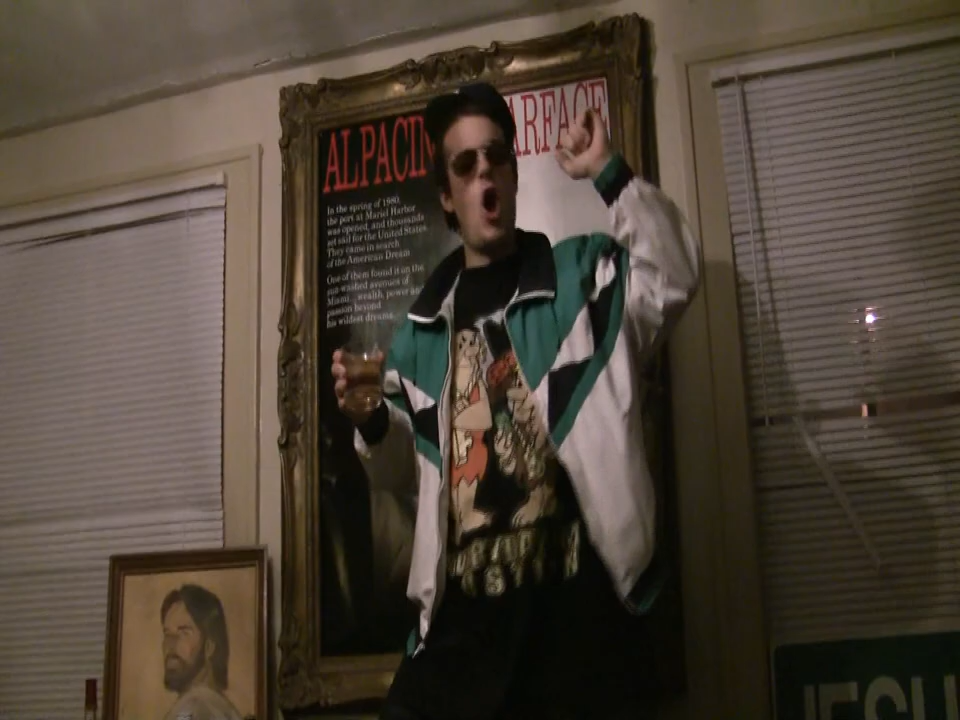 ALPACIN ARFACE
In the spring of 1980,
the port at Mariel Harbor
was opened, and thousands
set sail for the United States.
They came in search
of the American Dream
One of them found it on the
sun-washed avenues of
Miami...wealth, power and
passion beyond
his wildest dreams.
JESU